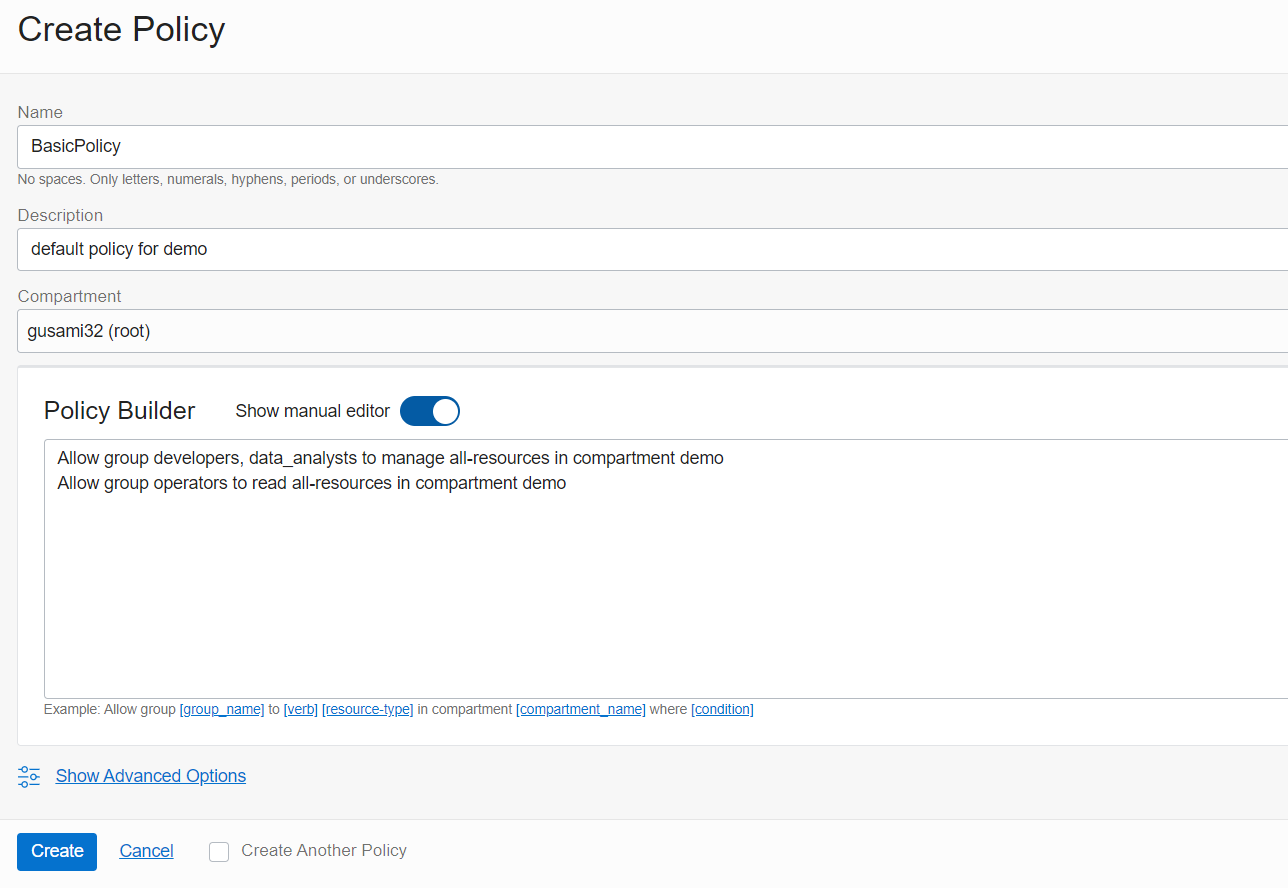 Create Policy
Name
BasicPolicy
No spaces. Only letters, numerals, hyphens, periods, or underscores.
Description
default policy for demo
Compartment
gusami32 (root)
Policy Builder Show manual editor
Allow group developers, data_analysts to manage all-resources in compartment demo
Allow group operators to read all-resources in compartment demo
Example: Allow group [group_name] to [verb] [resource-type] in compartment [compartment_name] where [condition]
Show Advanced Options
Create Cancel Create Another Policy